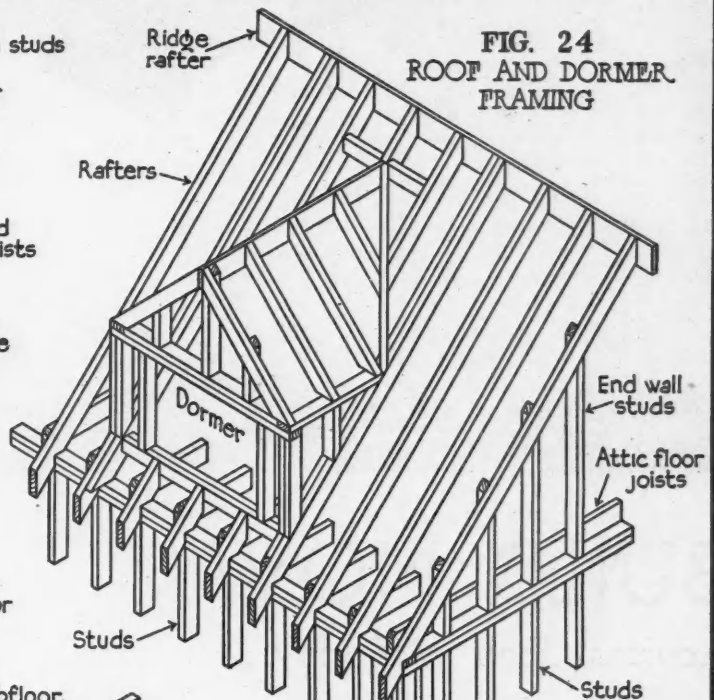 studs
Ridge
rafter
FIG. 24
ROOF AND DORMER
FRAMING
Rafters
ists
Dormer
End wall
studs
Attic floor
joists
Studs
Studs